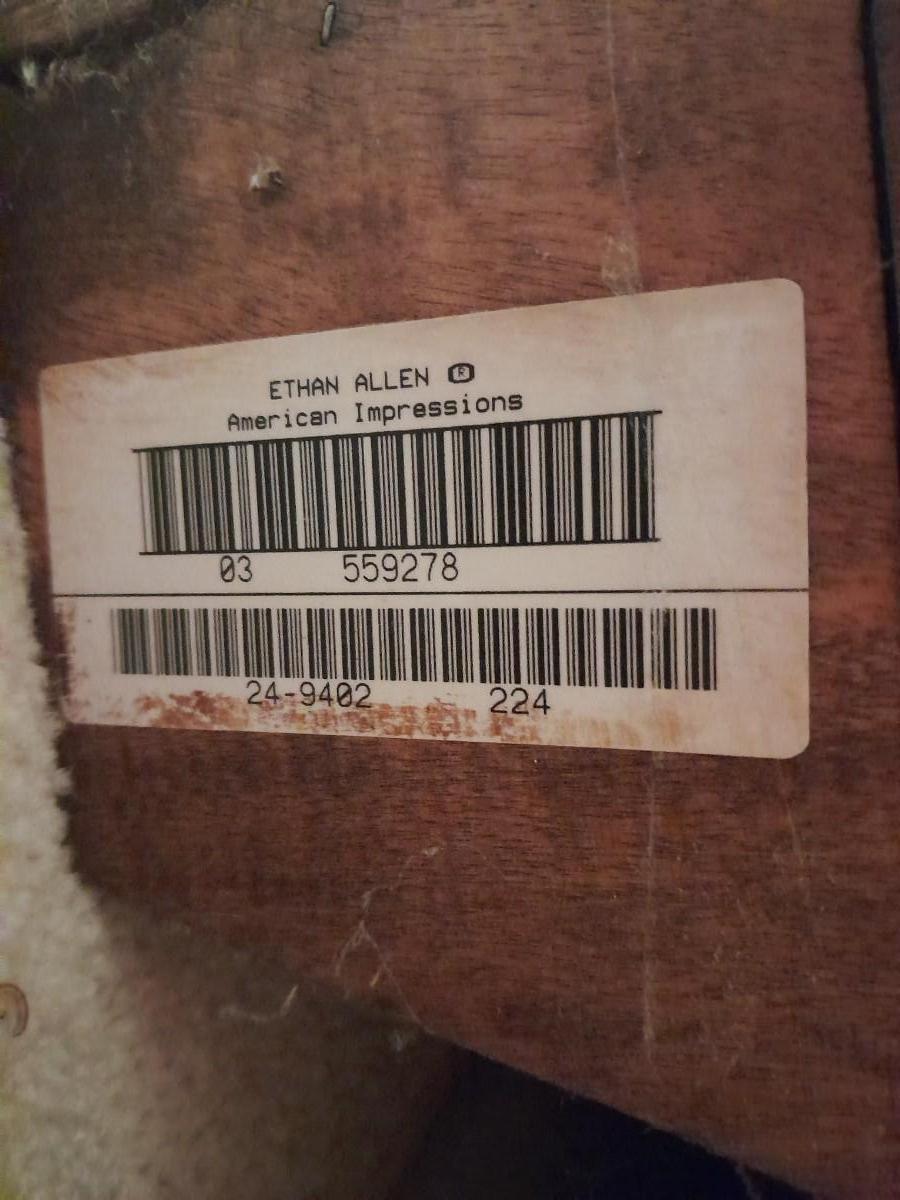 ETHAN ALLEN ®
American Impressions
03 559278
24-9402 224